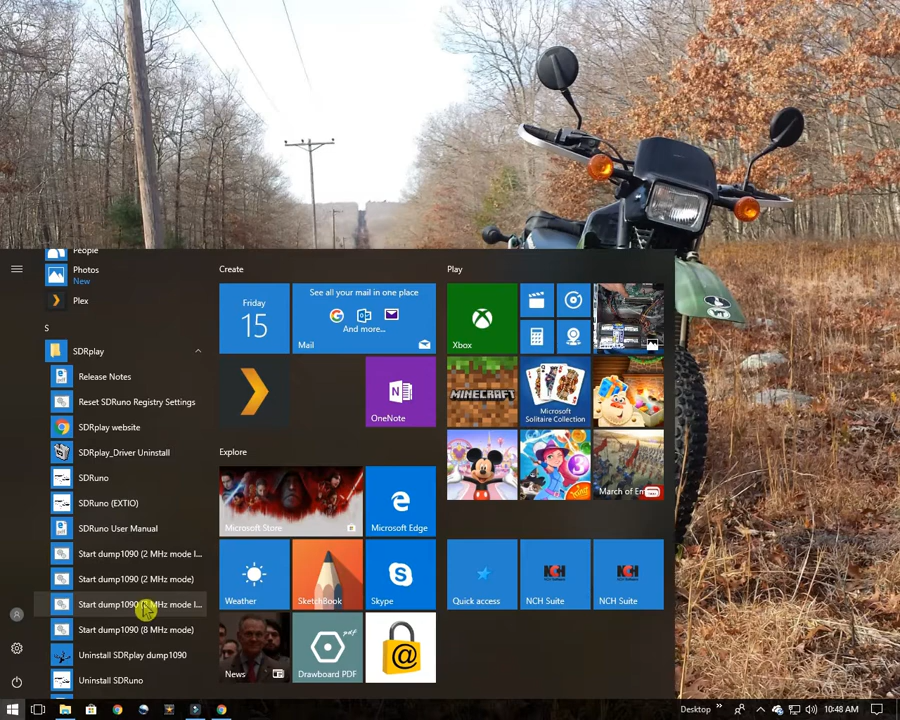 People
Photos
New
Plex
S
SDRplay
Release Notes
Reset SDRuno Registry Settings
SDRplay website
SDRplay_Driver Uninstall
SDRuno
SDRuno (EXTIO)
SDRuno User Manual
Start dump1090 (2 MHz mode I...
Start dump1090 (2 MHz mode)
Start dump1090 MHz mode I...
Start dump1090 (8 MHz mode)
Uninstall SDRplay dump1090
Uninstall SDRuno
Create
Friday
15
See all your mail in one place
And more...
Mail
OneNote
Explore
Microsoft Store
Microsoft Edge
Weather
SketchBook
Skype
News
Drawboard PDF
Play
Xbox
MINECRAFT
Microsoft
Solitaire Collection
March of Em
Quick access
NCH
NCH Suite
NCH
NCH Suite
Desktop
10:48 AM